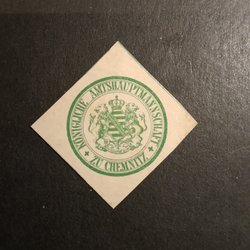 KÖNIGLICHE AMTSHAUPTMANNSCHAFT
ZU CHEMNITZ